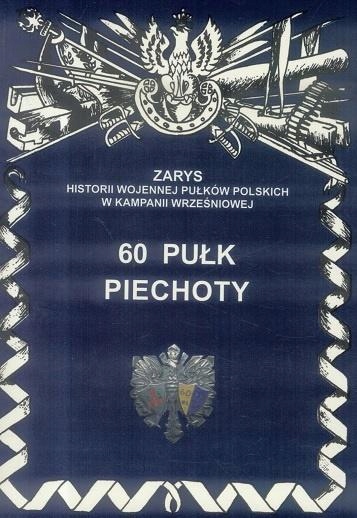 ZARYS
HISTORII WOJENNEJ PUŁKÓW POLSKICH
W KAMPANII WRZEŚNIOWEJ
60 PUŁK
PIECHOTY